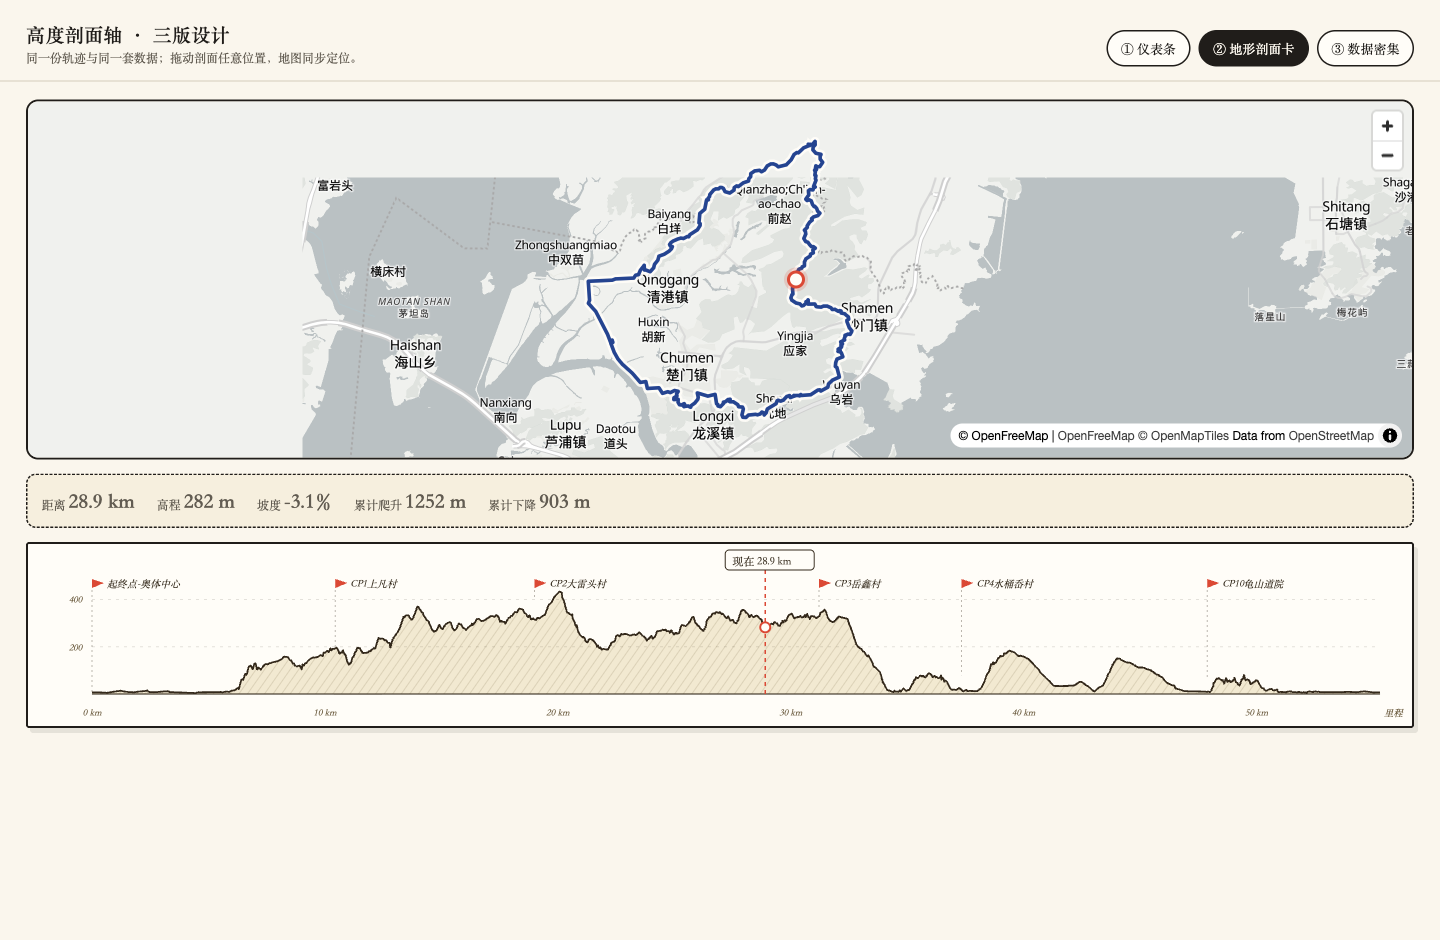 高度剖面轴 · 三版设计
同一份轨迹与同一套数据；拖动剖面任意位置，地图同步定位。
① 仪表条
② 地形剖面卡
③ 数据密集
富岩头
Baiyang
白垟
ao-chao
前赵
Zhongshuangmiao
中双苗
横床村
MAOTAN SHAN
茅坦岛
Qinggang
清港镇
Shitang
石塘镇
Shamen
沙门镇
落星山
梅花屿
Huxin
胡新
Yingjia
应家
Haishan
海山乡
Chumen
楚门镇
乌岩
Nanxiang
南向
Lupu
芦浦镇
Daotou
道头
Longxi
龙溪镇
© OpenFreeMap | OpenFreeMap © OpenMapTiles Data from OpenStreetMap
距离 28.9 km 高程 282 m 坡度 -3.1% 累计爬升 1252 m 累计下降 903 m
现在 28.9 km
起终点-奥体中心
CP1上凡村
CP2大雷头村
CP3岳鑫村
CP4水桶岙村
CP10龟山道院
400
200
0 km
10 km
20 km
30 km
40 km
50 km
里程